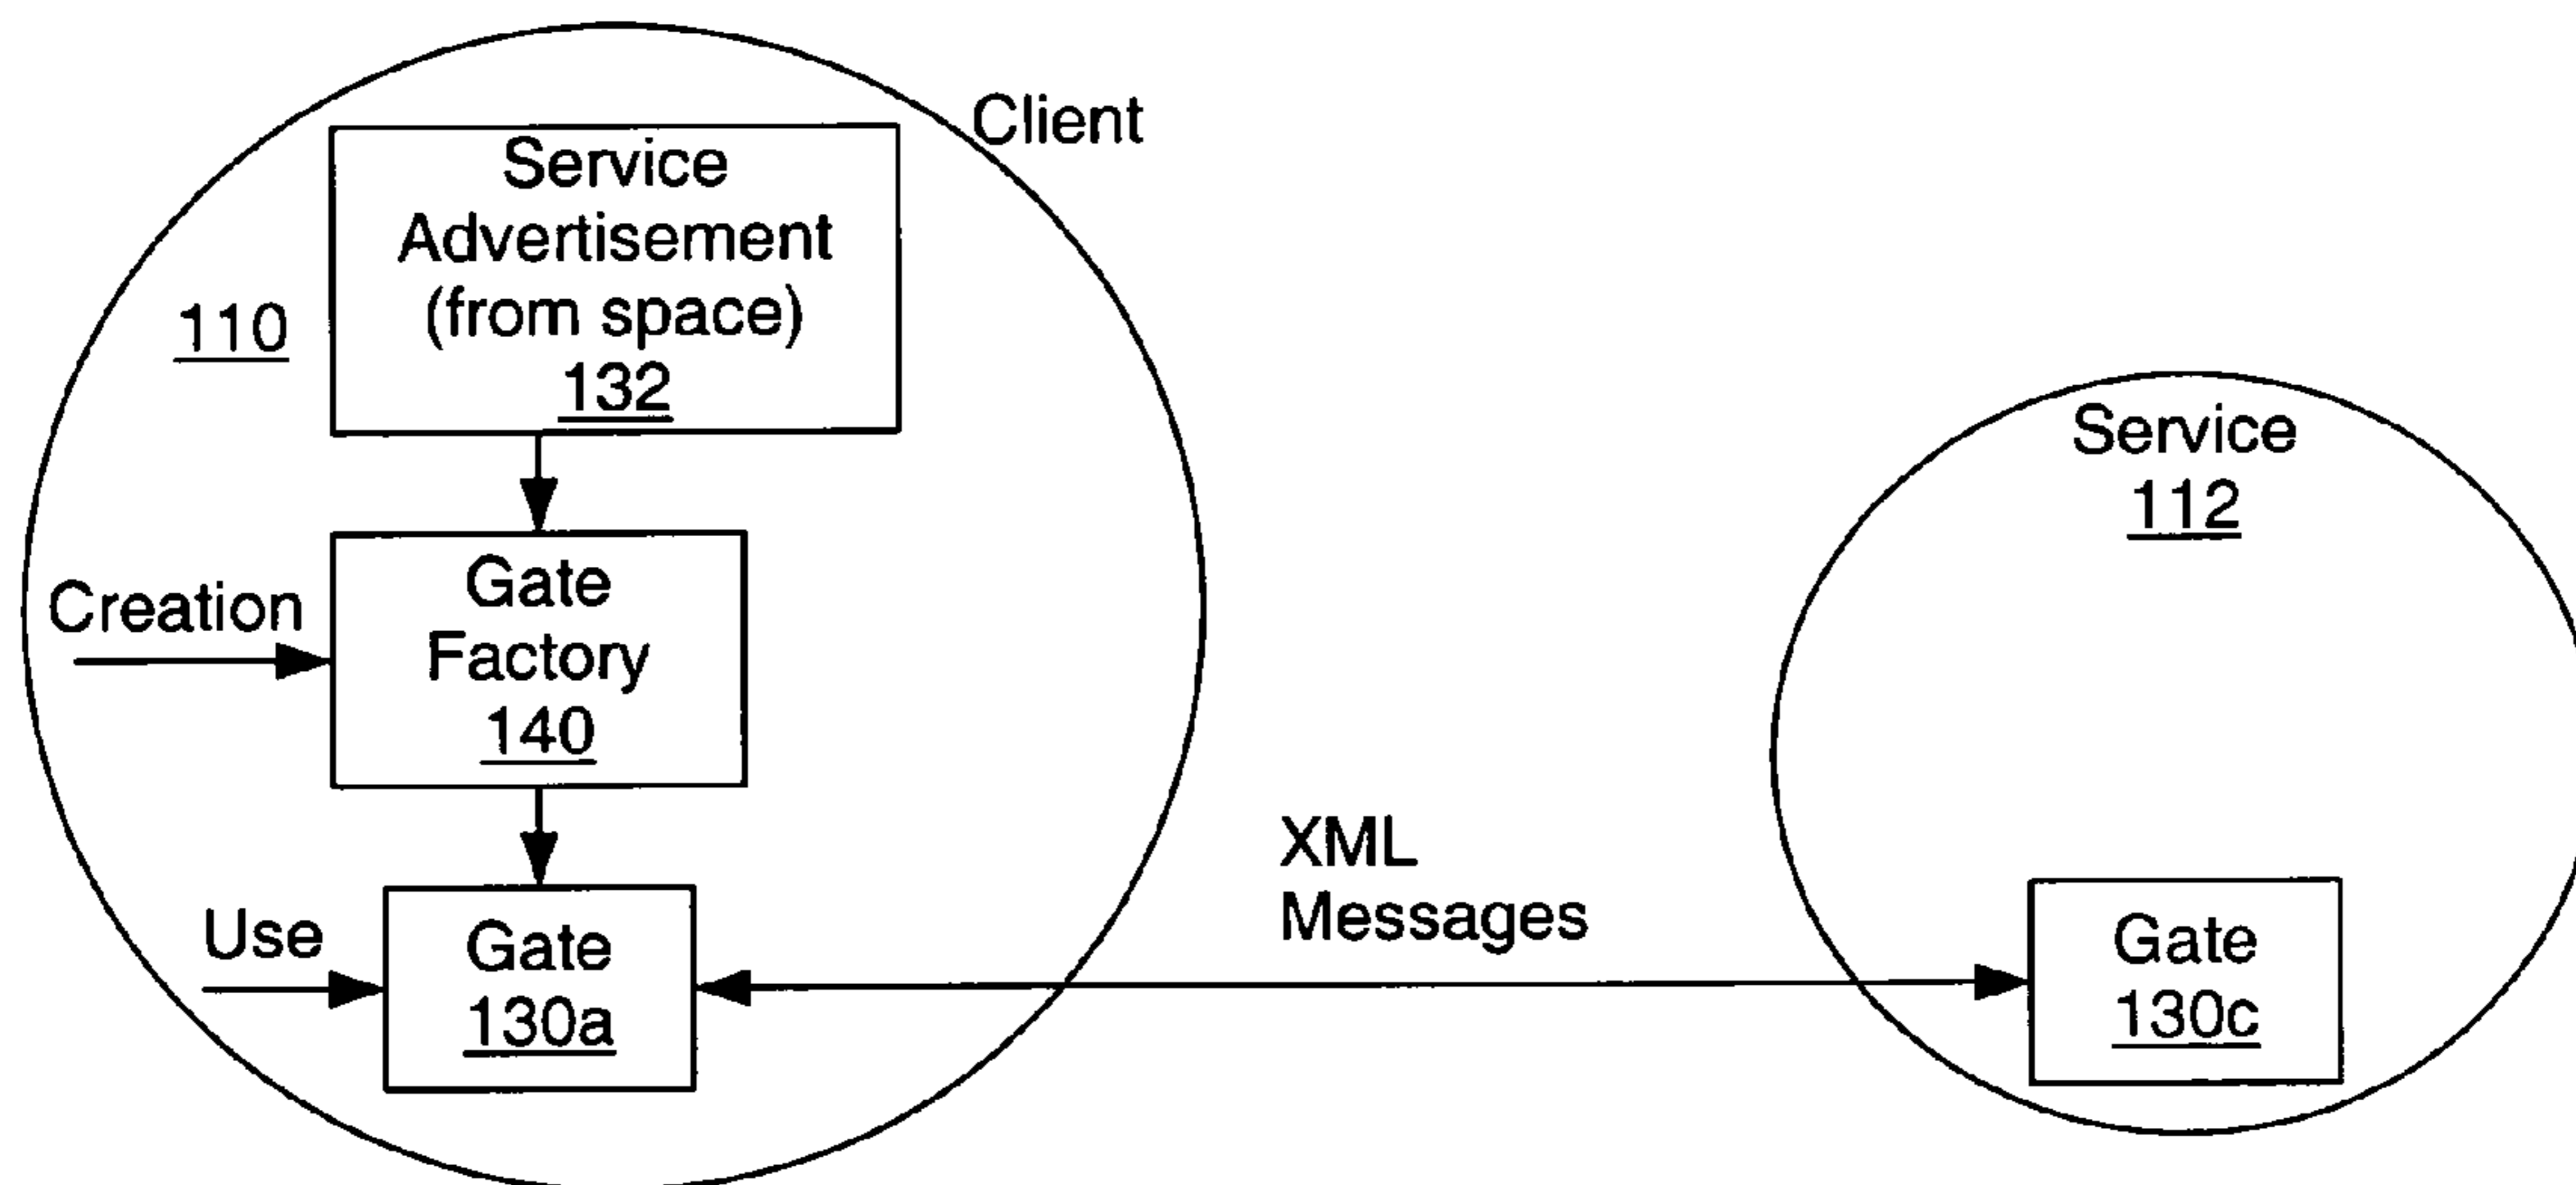 Client
Service
Advertisement
(from space)
132
110
Creation
Gate
Factory
140
Use
Gate
130a
XML
Messages
Service
112
Gate
130c